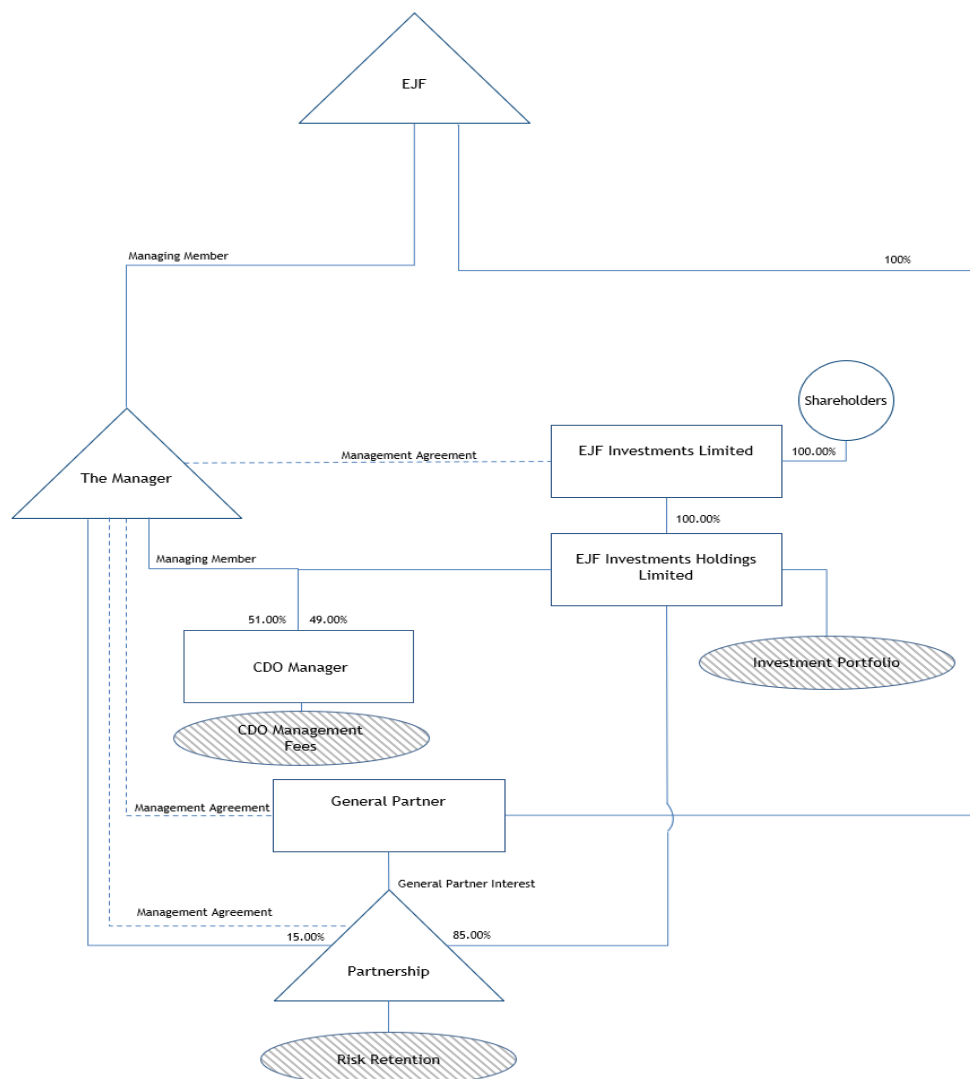 EJF
Managing Member
100%
Shareholders
EJF Investments Limited
Management Agreement
100.00%
The Manager
100.00%
EJF Investments Holdings
Limited
Managing Member
51.00%
49.00%
CDO Manager
Investment Portfolio
CDO Management
Fees
General Partner
Management Agreement
General Partner Interest
Management Agreement
15.00%
85.00%
Partnership
Risk Retention